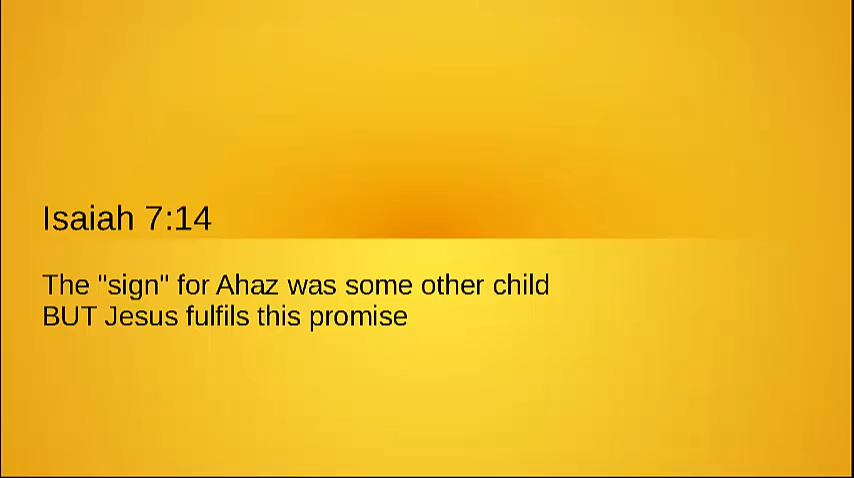 Isaiah 7:14
The "sign" for Ahaz was some other child
BUT Jesus fulfils this promise